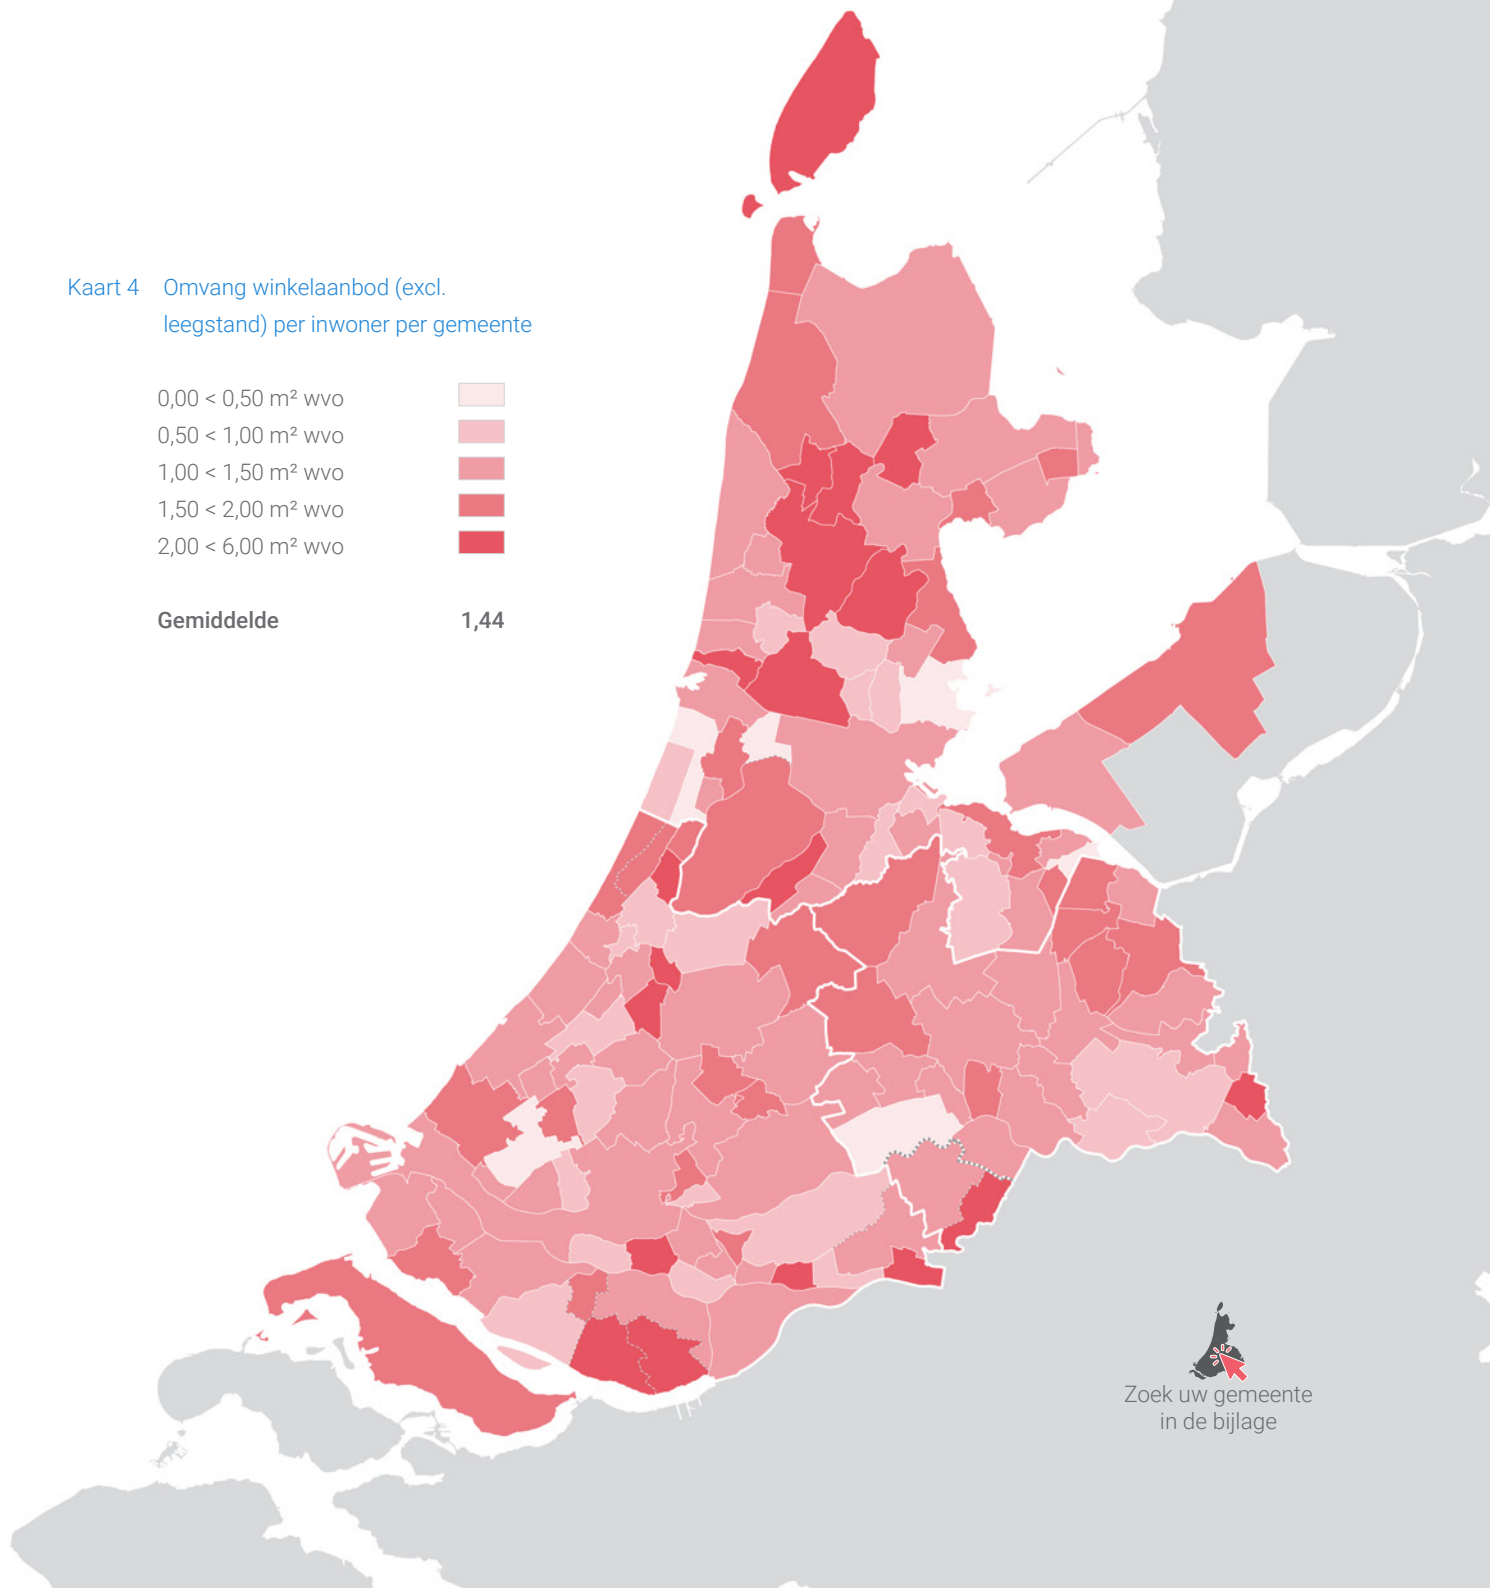 Kaart 4 Omvang winkelaanbod (excl.
leegstand) per inwoner per gemeente
0,00 < 0,50 m² wvo
0,50 < 1,00 m² wvo
1,00 < 1,50 m² wvo
1,50 < 2,00 m² wvo
2,00 < 6,00 m² wvo
Gemiddelde 1,44
Zoek uw gemeente
in de bijlage